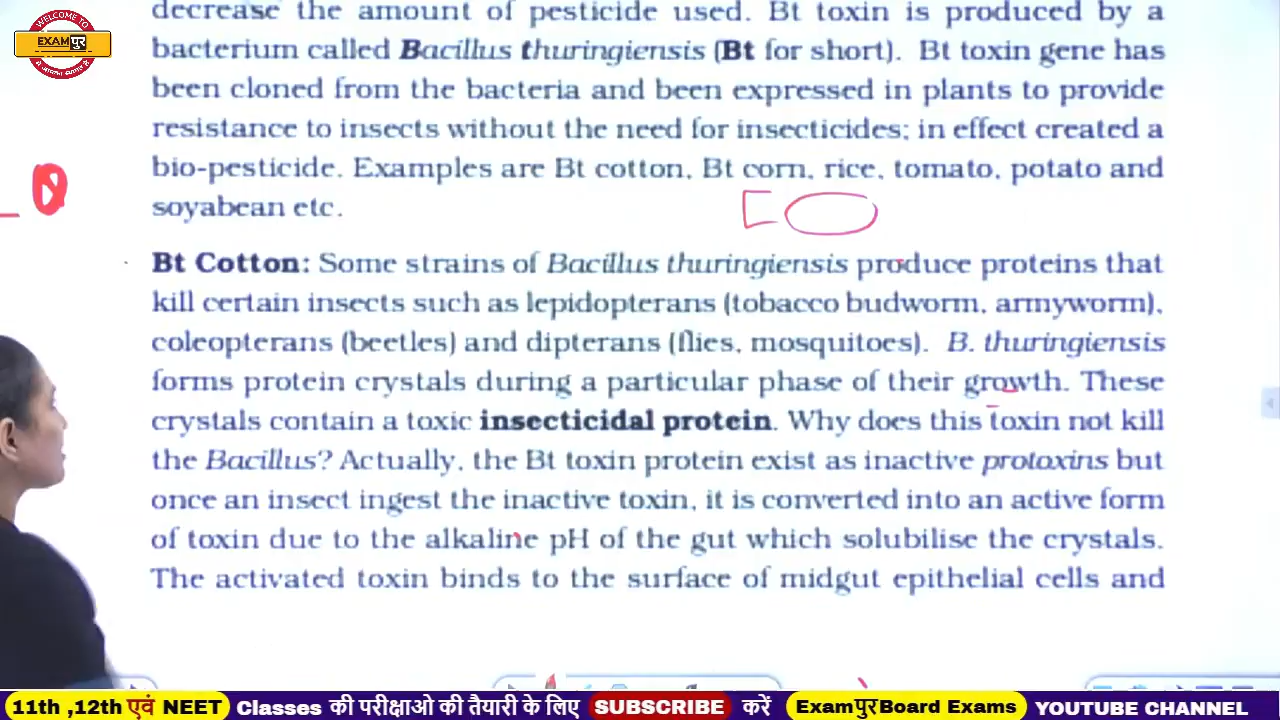 WELCOME TO
EXAMपुर
decrease the amount of pesticide used. Bt toxin is produced by a
bacterium called Bacillus thuringiensis (Bt for short). Bt toxin gene has
been cloned from the bacteria and been expressed in plants to provide
resistance to insects without the need for insecticides; in effect created a
bio-pesticide. Examples are Bt cotton, Bt corn, rice, tomato, potato and
soyabean etc.
Bt Cotton: Some strains of Bacillus thuringiensis produce proteins that
kill certain insects such as lepidopterans (tobacco budworm, armyworm),
coleopterans (beetles) and dipterans (flies, mosquitoes). B. thuringiensis
forms protein crystals during a particular phase of their growth. These
crystals contain a toxic insecticidal protein. Why does this toxin not kill
the Bacillus? Actually, the Bt toxin protein exist as inactive protoxins but
once an insect ingest the inactive toxin, it is converted into an active form
of toxin due to the alkaline pH of the gut which solubilise the crystals.
The activated toxin binds to the surface of midgut epithelial cells and
11th ,12th एवं NEET Classes की परीक्षाओ की तैयारी के लिए SUBSCRIBE करें Examपुर Board Exams YOUTUBE CHANNEL